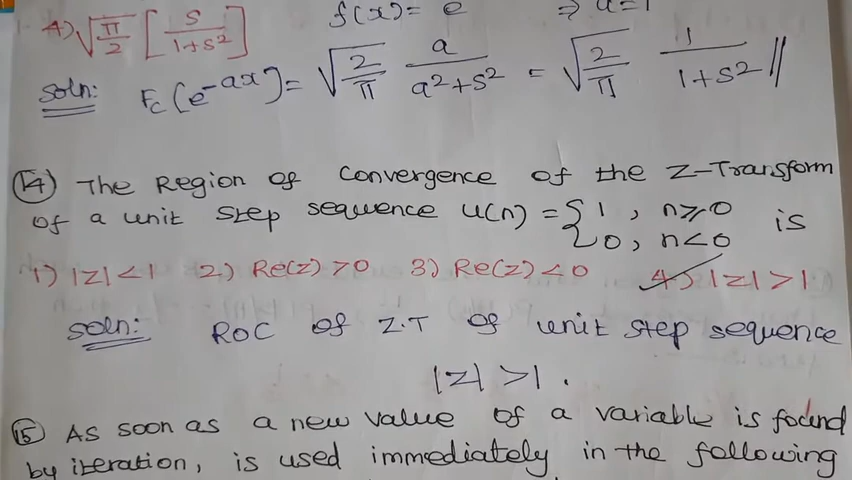 f(x) = e ⇒ a = 1
4) √(π/2) [s/(1+s²)]
soln: Fc(e^-ax) = √(2/π) a/(a²+s²) = √(2/π) 1/(1+s²) //
14) The Region of convergence of the Z-Transform
of a unit step sequence u(n) = { 1, n≥0 is
0, n<0
1) |z|<1 2) Re(z)>0 3) Re(z)<0 4) |z|>1
soln: ROC of Z.T of unit step sequence
|z| >1.
15) As soon as a new value of a variable is found
by iteration, is used immediately in the following